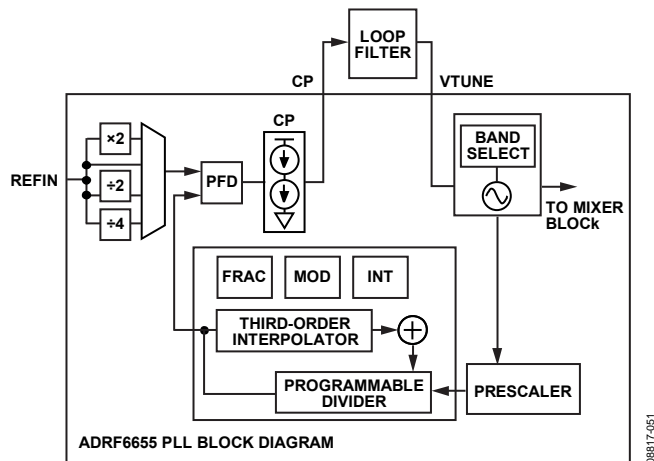 LOOP
FILTER
CP
VTUNE
CP
×2
÷2
÷4
REFIN
PFD
BAND
SELECT
TO MIXER
BLOCk
FRAC
MOD
INT
THIRD-ORDER
INTERPOLATOR
PROGRAMMABLE
DIVIDER
PRESCALER
ADRF6655 PLL BLOCK DIAGRAM
08817-051